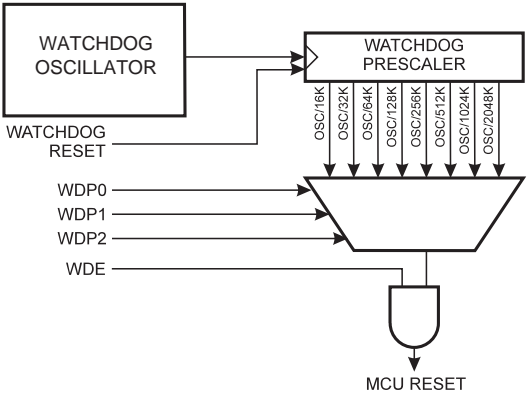 WATCHDOG
OSCILLATOR
WATCHDOG
PRESCALER
WATCHDOG
RESET
OSC/16K
OSC/32K
OSC/64K
OSC/128K
OSC/256K
OSC/512K
OSC/1024K
OSC/2048K
WDP0
WDP1
WDP2
WDE
MCU RESET